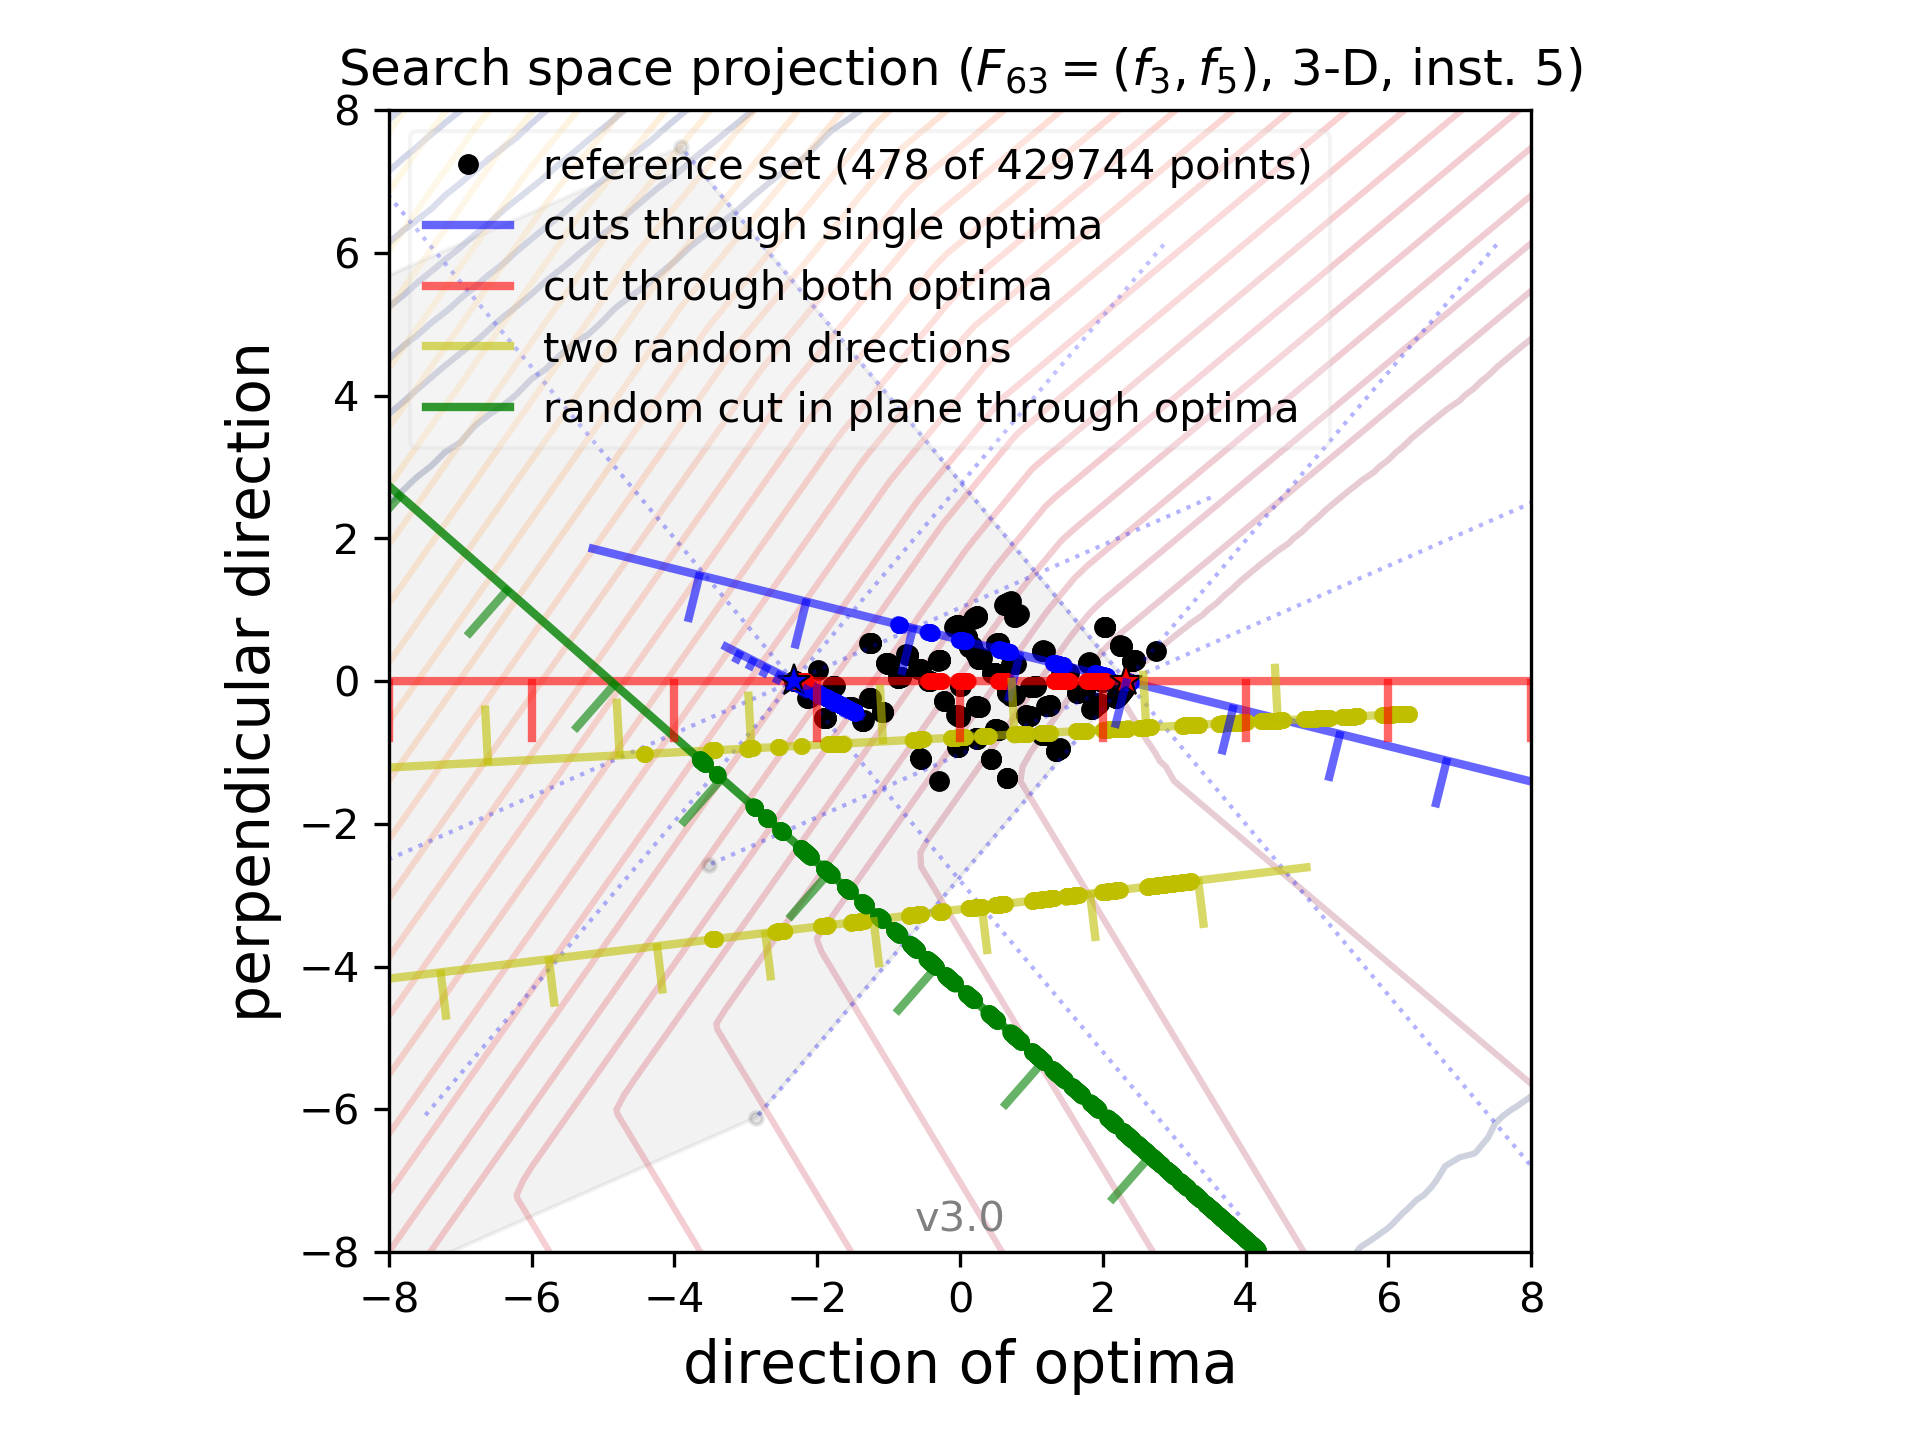 Search space projection (F₆₃ = (f₃, f₅), 3-D, inst. 5)
reference set (478 of 429744 points)
cuts through single optima
cut through both optima
two random directions
random cut in plane through optima
8
6
4
2
0
−2
−4
−6
−8
perpendicular direction
v3.0
−8 −6 −4 −2 0 2 4 6 8
direction of optima